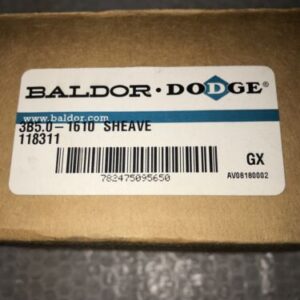 BALDOR · DODGE®
www.baldor.com
3B5.0-1610 SHEAVE
118311
GX
782475095650
AV08180002